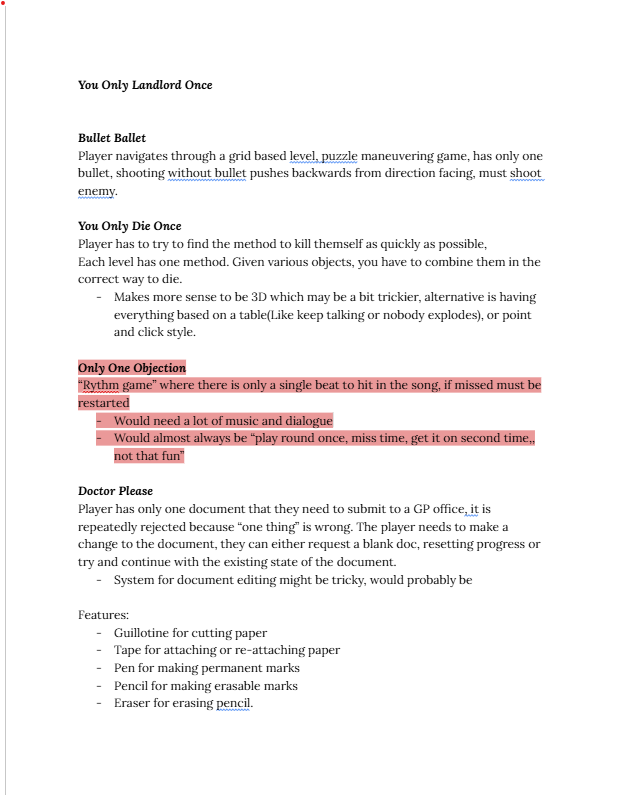 You Only Landlord Once
Bullet Ballet
Player navigates through a grid based level, puzzle maneuvering game, has only one
bullet, shooting without bullet pushes backwards from direction facing, must shoot
enemy.
You Only Die Once
Player has to try to find the method to kill themself as quickly as possible,
Each level has one method. Given various objects, you have to combine them in the
correct way to die.
- Makes more sense to be 3D which may be a bit trickier, alternative is having
everything based on a table(Like keep talking or nobody explodes), or point
and click style.
Only One Objection
“Rythm game” where there is only a single beat to hit in the song, if missed must be
restarted
- Would need a lot of music and dialogue
- Would almost always be “play round once, miss time, get it on second time,,
not that fun”
Doctor Please
Player has only one document that they need to submit to a GP office, it is
repeatedly rejected because “one thing” is wrong. The player needs to make a
change to the document, they can either request a blank doc, resetting progress or
try and continue with the existing state of the document.
- System for document editing might be tricky, would probably be
Features:
- Guillotine for cutting paper
- Tape for attaching or re-attaching paper
- Pen for making permanent marks
- Pencil for making erasable marks
- Eraser for erasing pencil.